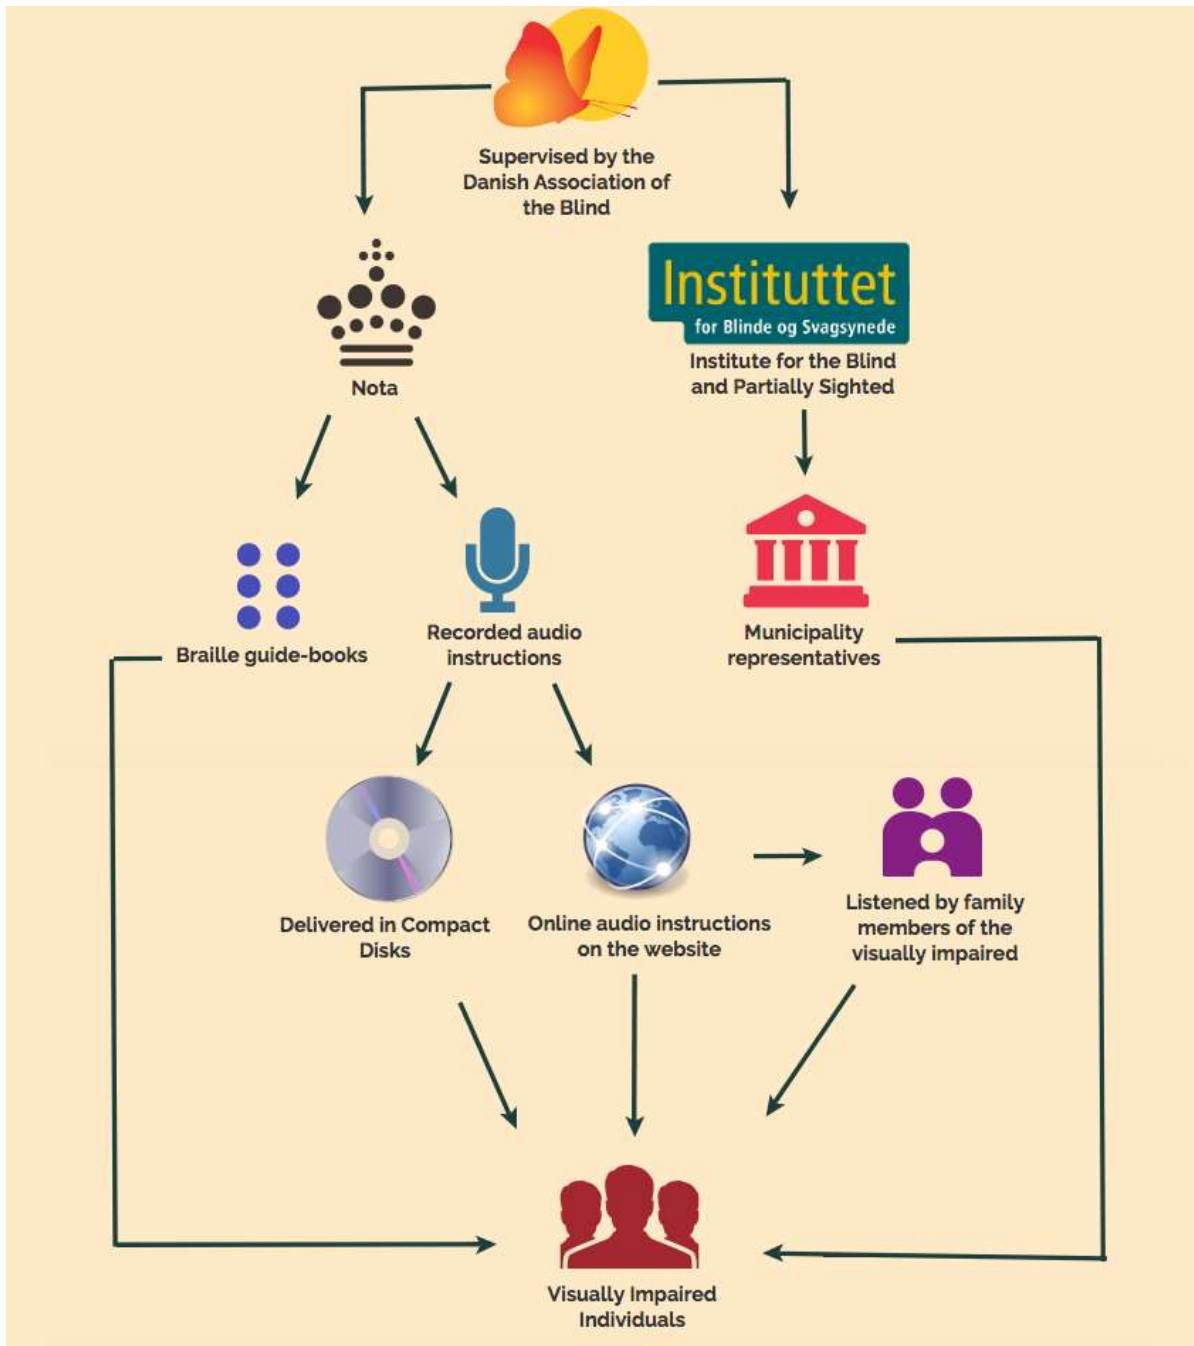 Supervised by the
Danish Association of
the Blind
Instituttet
for Blinde og Svagsynede
Institute for the Blind
and Partially Sighted
Nota
Braille guide-books
Recorded audio
instructions
Municipality
representatives
Delivered in Compact
Disks
Online audio instructions
on the website
Listened by family
members of the
visually impaired
Visually Impaired
Individuals